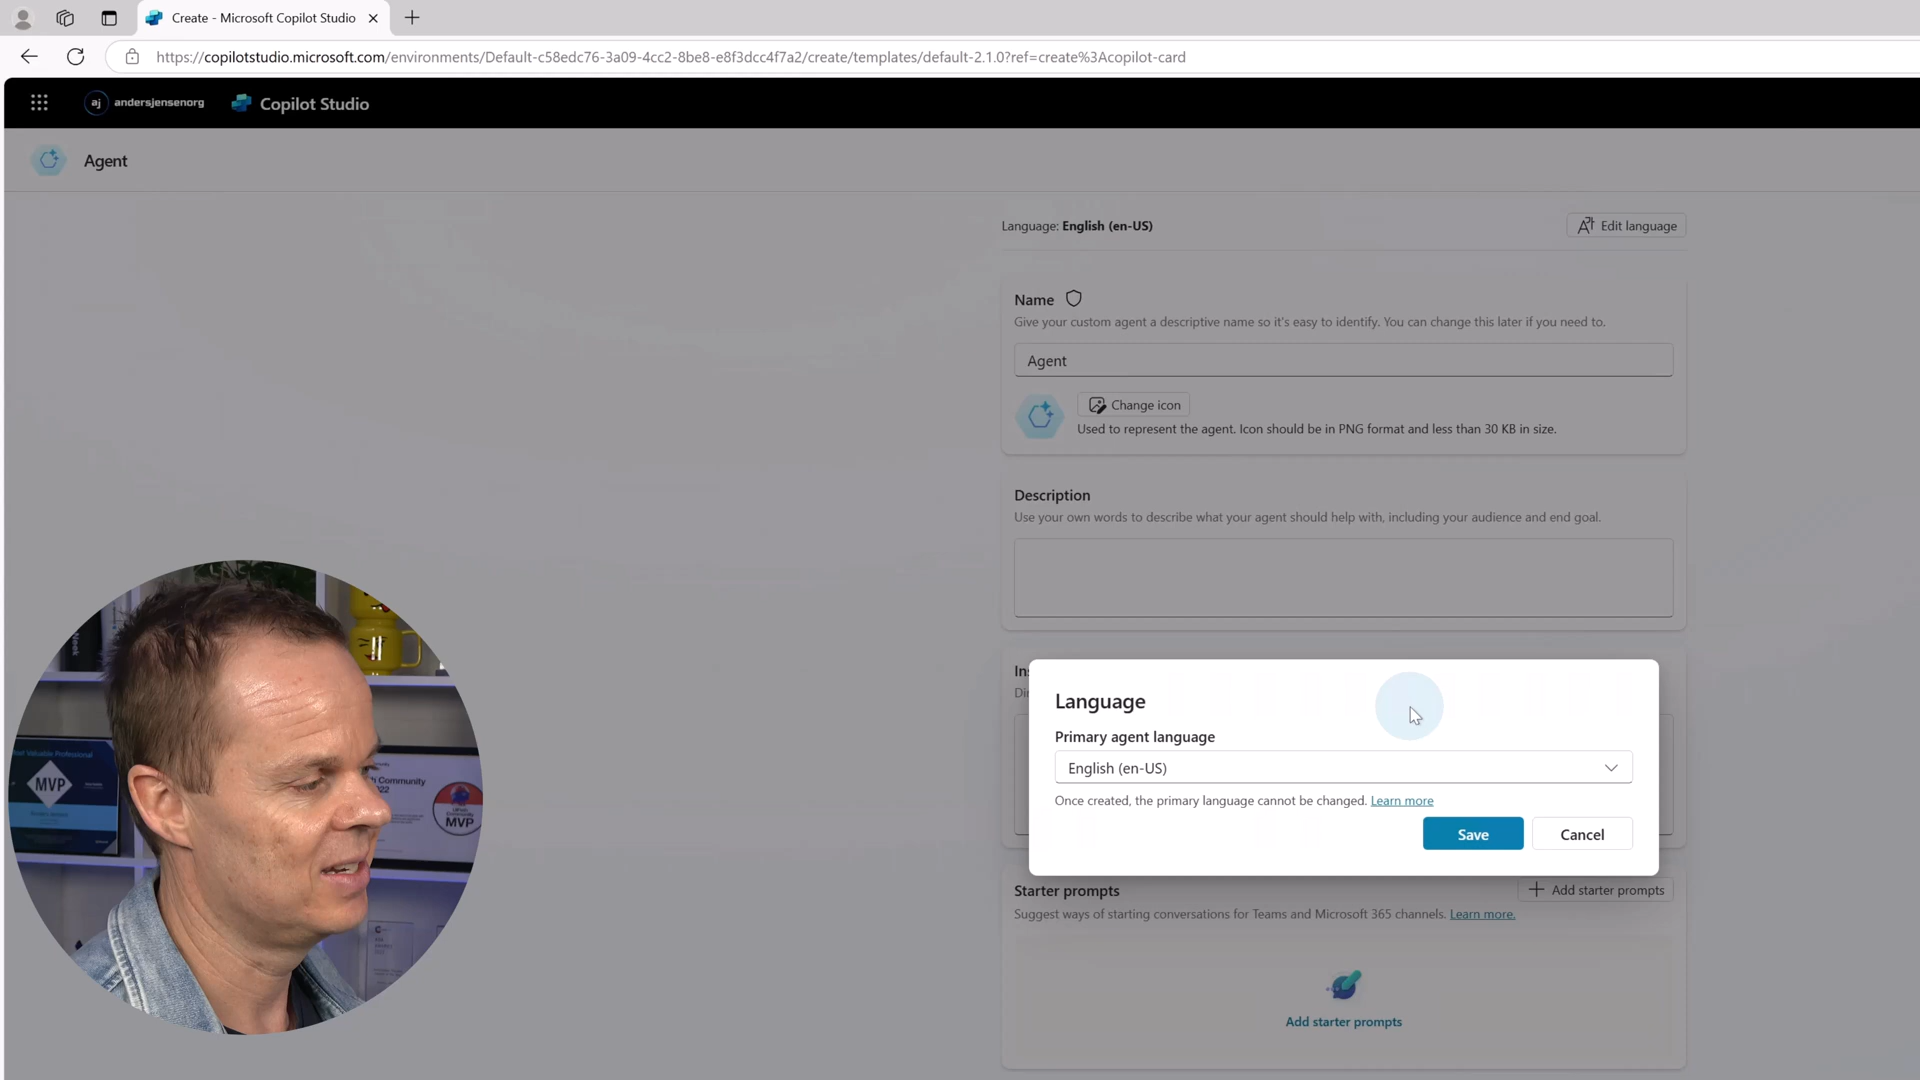 Create - Microsoft Copilot Studio
https://copilotstudio.microsoft.com/environments/Default-c58edc76-3a09-4cc2-8be8-e8f3dcc4f7a2/create/templates/default-2.1.0?ref=create%3Acopilot-card
aj andersjensenorg Copilot Studio
Agent
Language: English (en-US) Edit language
Name
Give your custom agent a descriptive name so it's easy to identify. You can change this later if you need to.
Agent
Change icon
Used to represent the agent. Icon should be in PNG format and less than 30 KB in size.
Description
Use your own words to describe what your agent should help with, including your audience and end goal.
Language
Primary agent language
English (en-US)
Once created, the primary language cannot be changed. Learn more
Save Cancel
Starter prompts Add starter prompts
Suggest ways of starting conversations for Teams and Microsoft 365 channels. Learn more.
Add starter prompts
Valuable Professional
MVP
Community
MVP